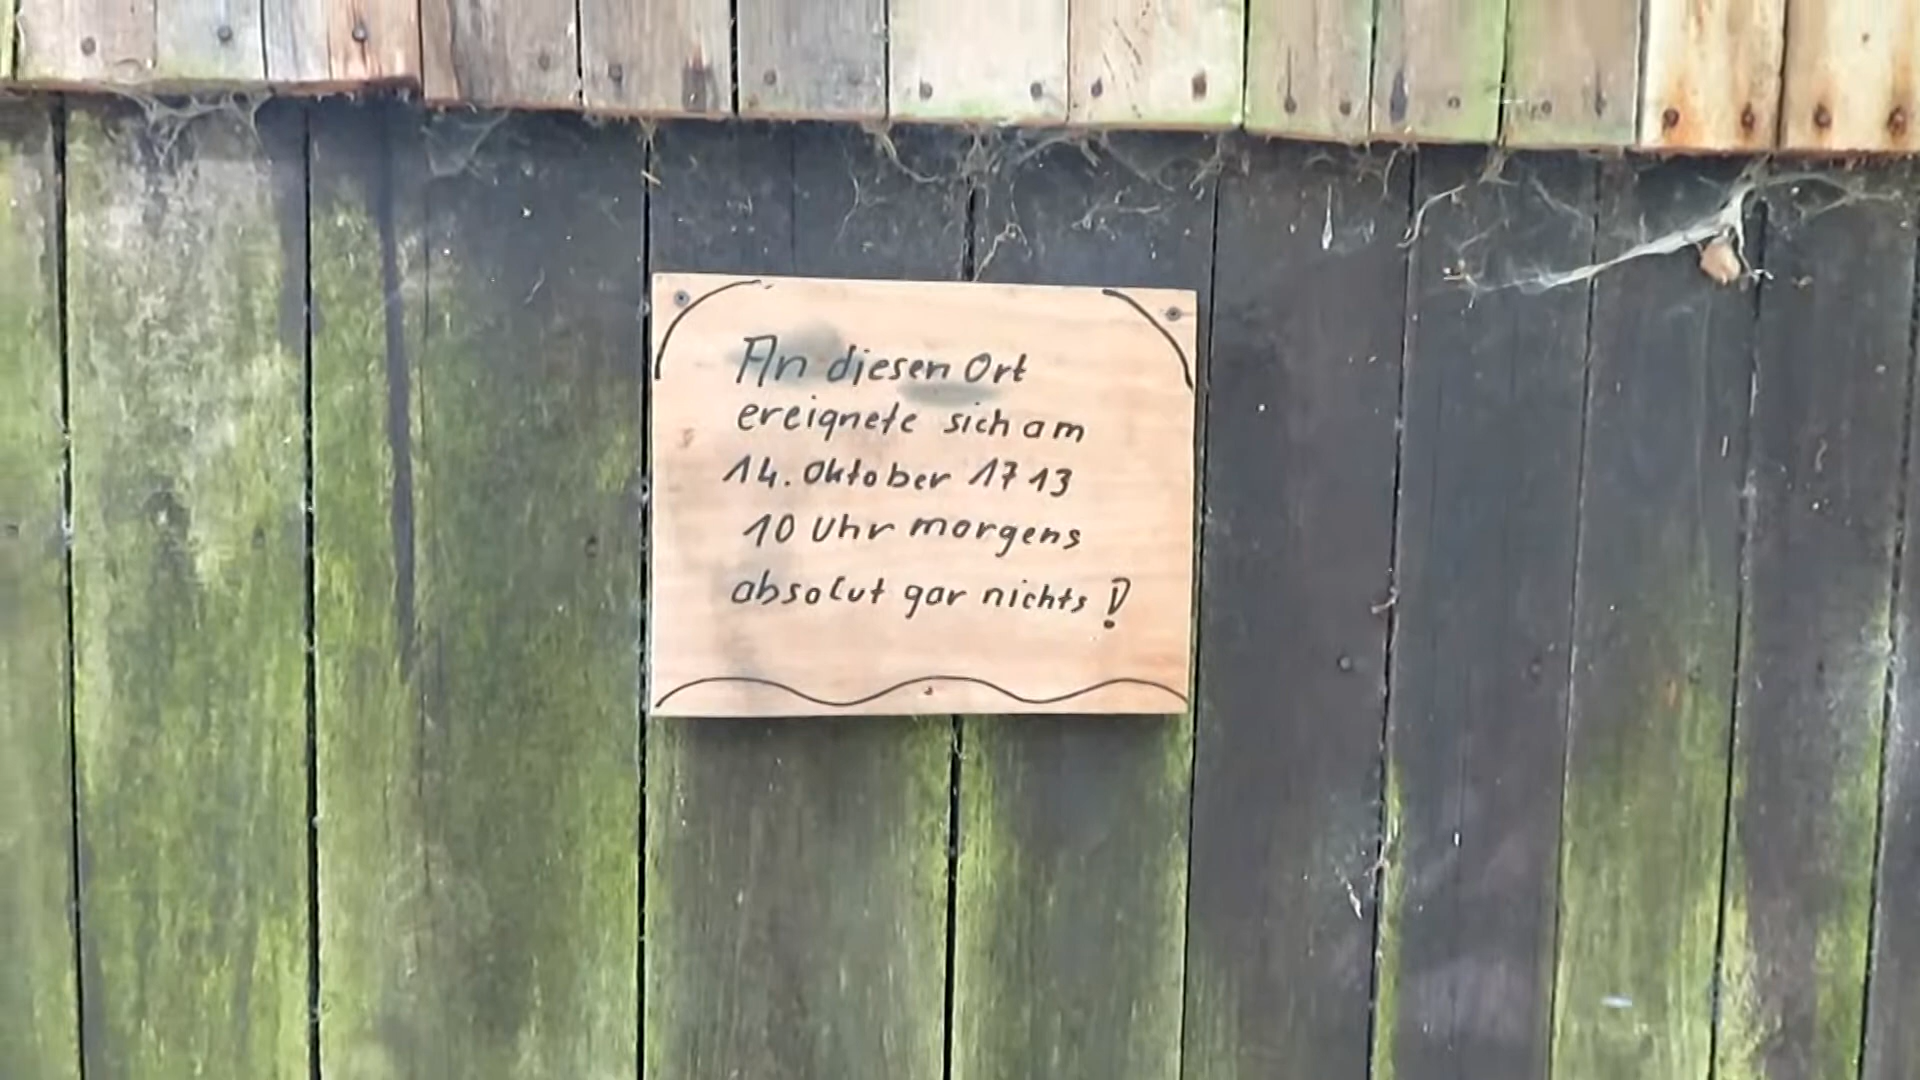 An diesen Ort
ereignete sich am
14. Oktober 1713
10 Uhr morgens
absolut gar nichts!